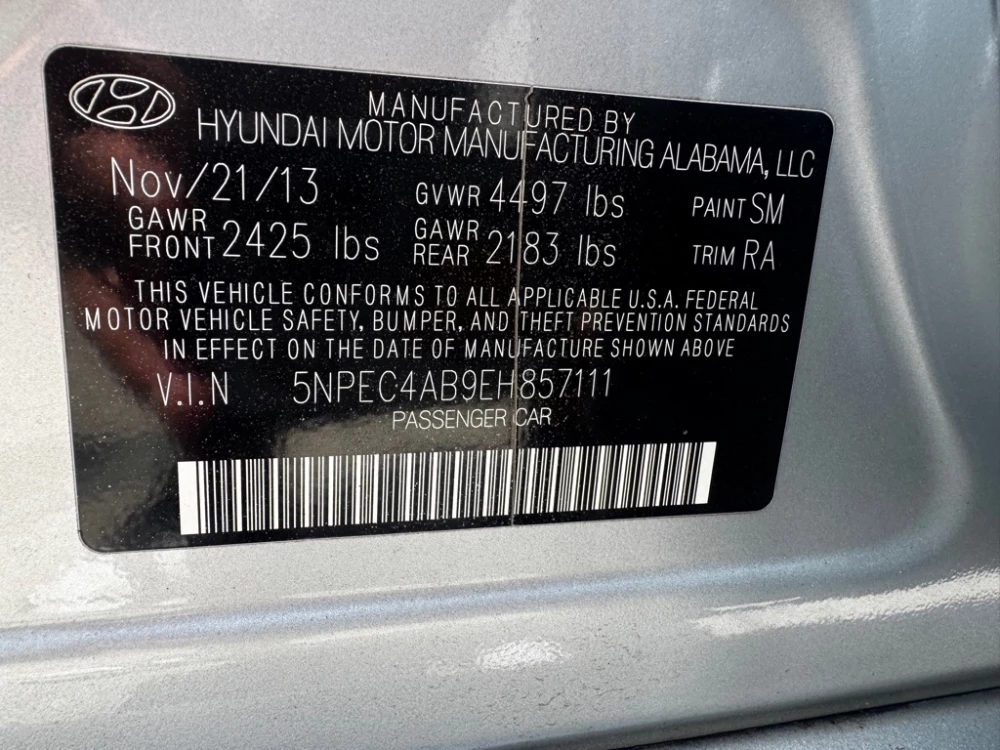 MANUFACTURED BY
HYUNDAI MOTOR MANUFACTURING ALABAMA, LLC
Nov/21/13 GVWR 4497 lbs PAINT SM
GAWR FRONT 2425 lbs GAWR REAR 2183 lbs TRIM RA
THIS VEHICLE CONFORMS TO ALL APPLICABLE U.S.A. FEDERAL
MOTOR VEHICLE SAFETY, BUMPER, AND THEFT PREVENTION STANDARDS
IN EFFECT ON THE DATE OF MANUFACTURE SHOWN ABOVE
V.I.N 5NPEC4AB9EH857111
PASSENGER CAR